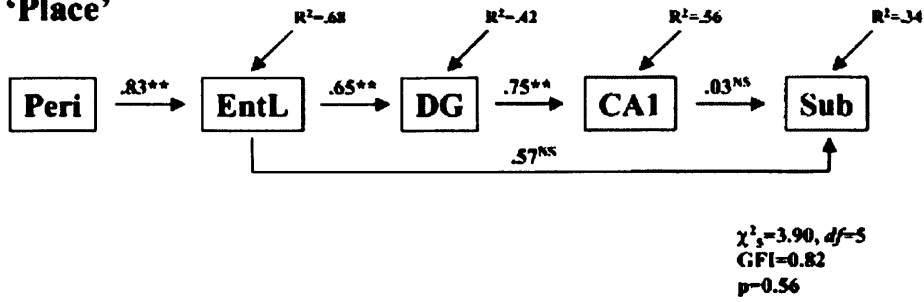 ‘Place’
R²=.68 R²=.42 R²=.56 R²=.34
.83** .65** .75** .03ᴺˢ
Peri EntL DG CA1 Sub
.57ᴺˢ
χ²s=3.90, df=5
GFI=0.82
p=0.56